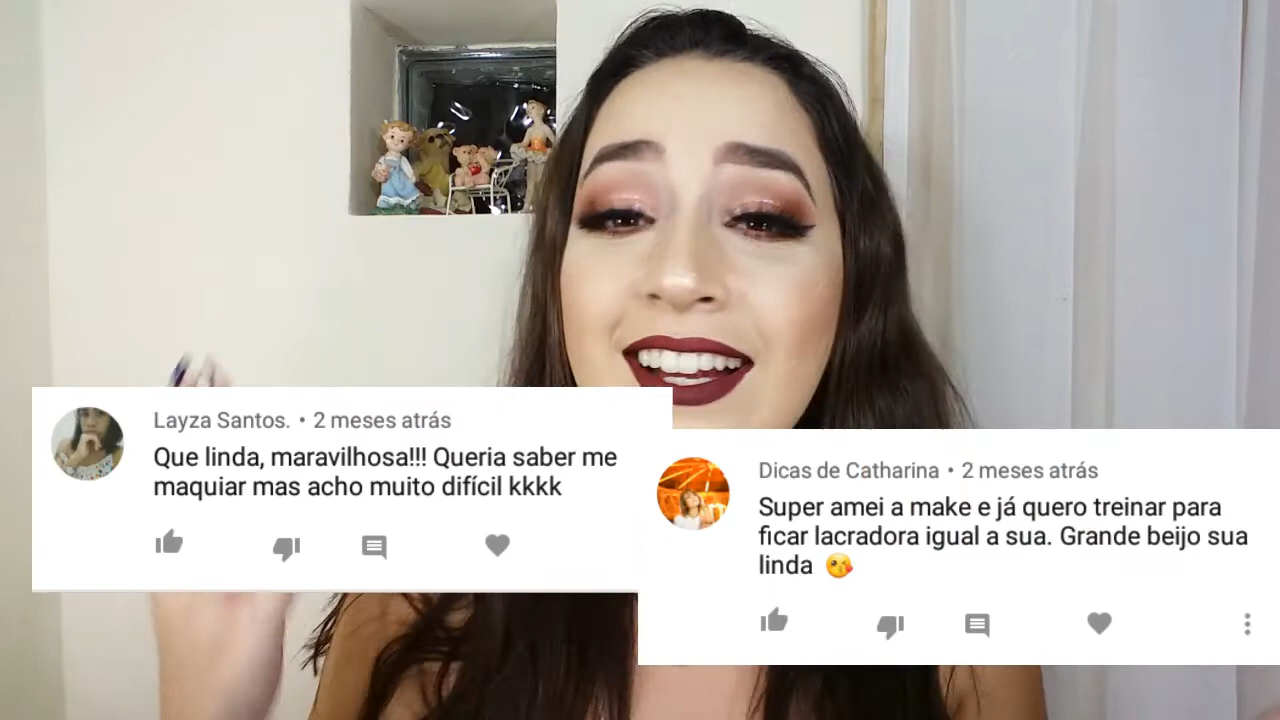 Layza Santos. • 2 meses atrás
Que linda, maravilhosa!!! Queria saber me
maquiar mas acho muito difícil kkkk
Dicas de Catharina • 2 meses atrás
Super amei a make e já quero treinar para
ficar lacradora igual a sua. Grande beijo sua
linda 😘